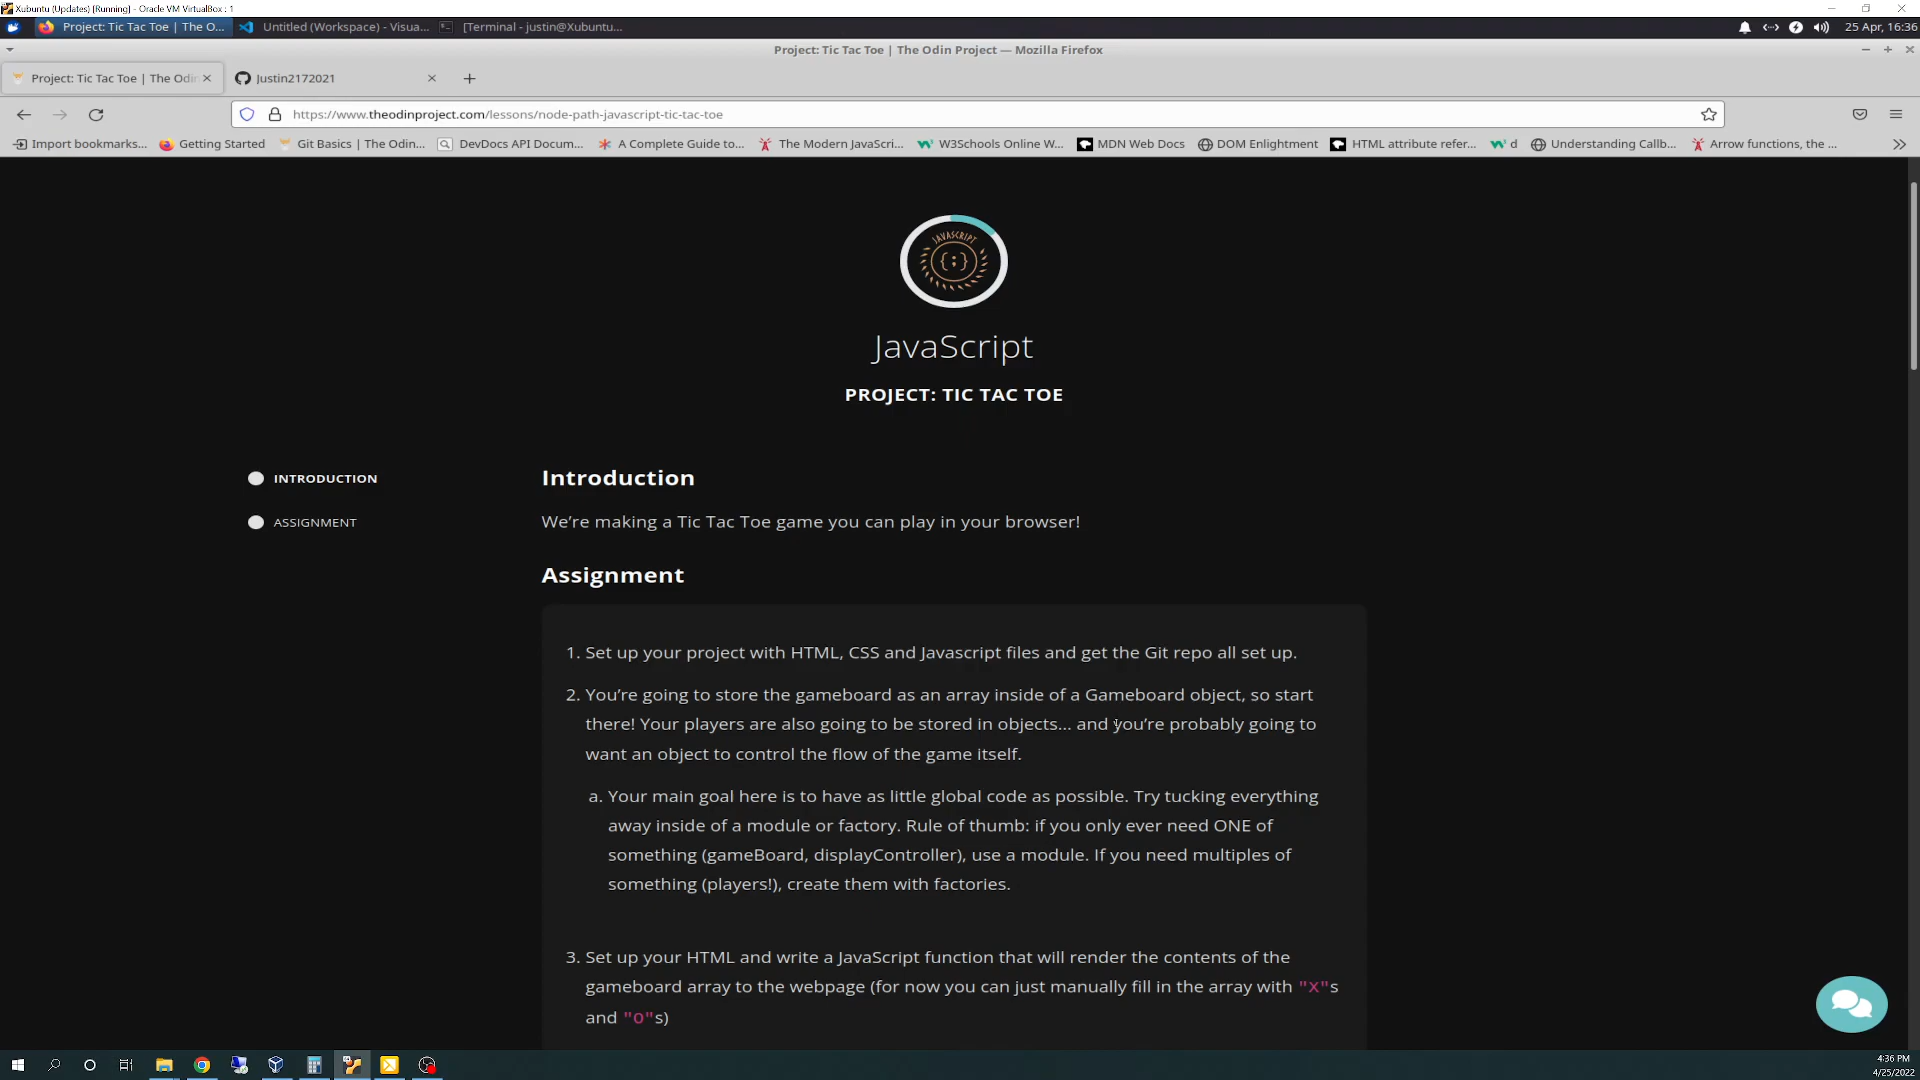 Xubuntu (Updates) [Running] - Oracle VM VirtualBox : 1
Project: Tic Tac Toe | The O... Untitled (Workspace) - Visua... [Terminal - justin@Xubuntu... 25 Apr, 16:36
Project: Tic Tac Toe | The Odin Project — Mozilla Firefox
Project: Tic Tac Toe | The Odin Justin2172021
https://www.theodinproject.com/lessons/node-path-javascript-tic-tac-toe
Import bookmarks... Getting Started Git Basics | The Odin... DevDocs API Docum... A Complete Guide to... The Modern JavaScri... W3Schools Online W... MDN Web Docs DOM Enlightment HTML attribute refer... d Understanding Callb... Arrow functions, the ...
JAVASCRIPT
{;}
JavaScript
PROJECT: TIC TAC TOE
INTRODUCTION
ASSIGNMENT
Introduction
We're making a Tic Tac Toe game you can play in your browser!
Assignment
1. Set up your project with HTML, CSS and Javascript files and get the Git repo all set up.
2. You're going to store the gameboard as an array inside of a Gameboard object, so start
there! Your players are also going to be stored in objects... and you're probably going to
want an object to control the flow of the game itself.
a. Your main goal here is to have as little global code as possible. Try tucking everything
away inside of a module or factory. Rule of thumb: if you only ever need ONE of
something (gameBoard, displayController), use a module. If you need multiples of
something (players!), create them with factories.
3. Set up your HTML and write a JavaScript function that will render the contents of the
gameboard array to the webpage (for now you can just manually fill in the array with "X"s
and "O"s)
4:36 PM
4/25/2022